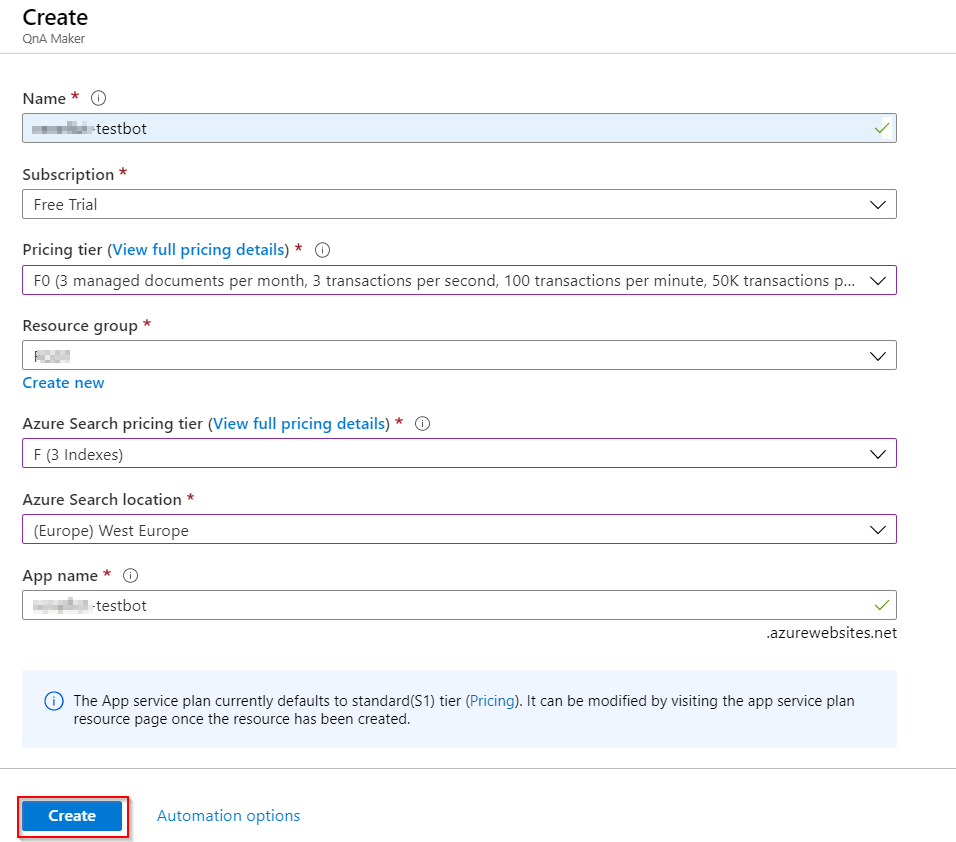 Create
QnA Maker
Name *
-testbot
Subscription *
Free Trial
Pricing tier (View full pricing details) *
F0 (3 managed documents per month, 3 transactions per second, 100 transactions per minute, 50K transactions p...
Resource group *
Create new
Azure Search pricing tier (View full pricing details) *
F (3 Indexes)
Azure Search location *
(Europe) West Europe
App name *
-testbot
.azurewebsites.net
The App service plan currently defaults to standard(S1) tier (Pricing). It can be modified by visiting the app service plan
resource page once the resource has been created.
Create Automation options